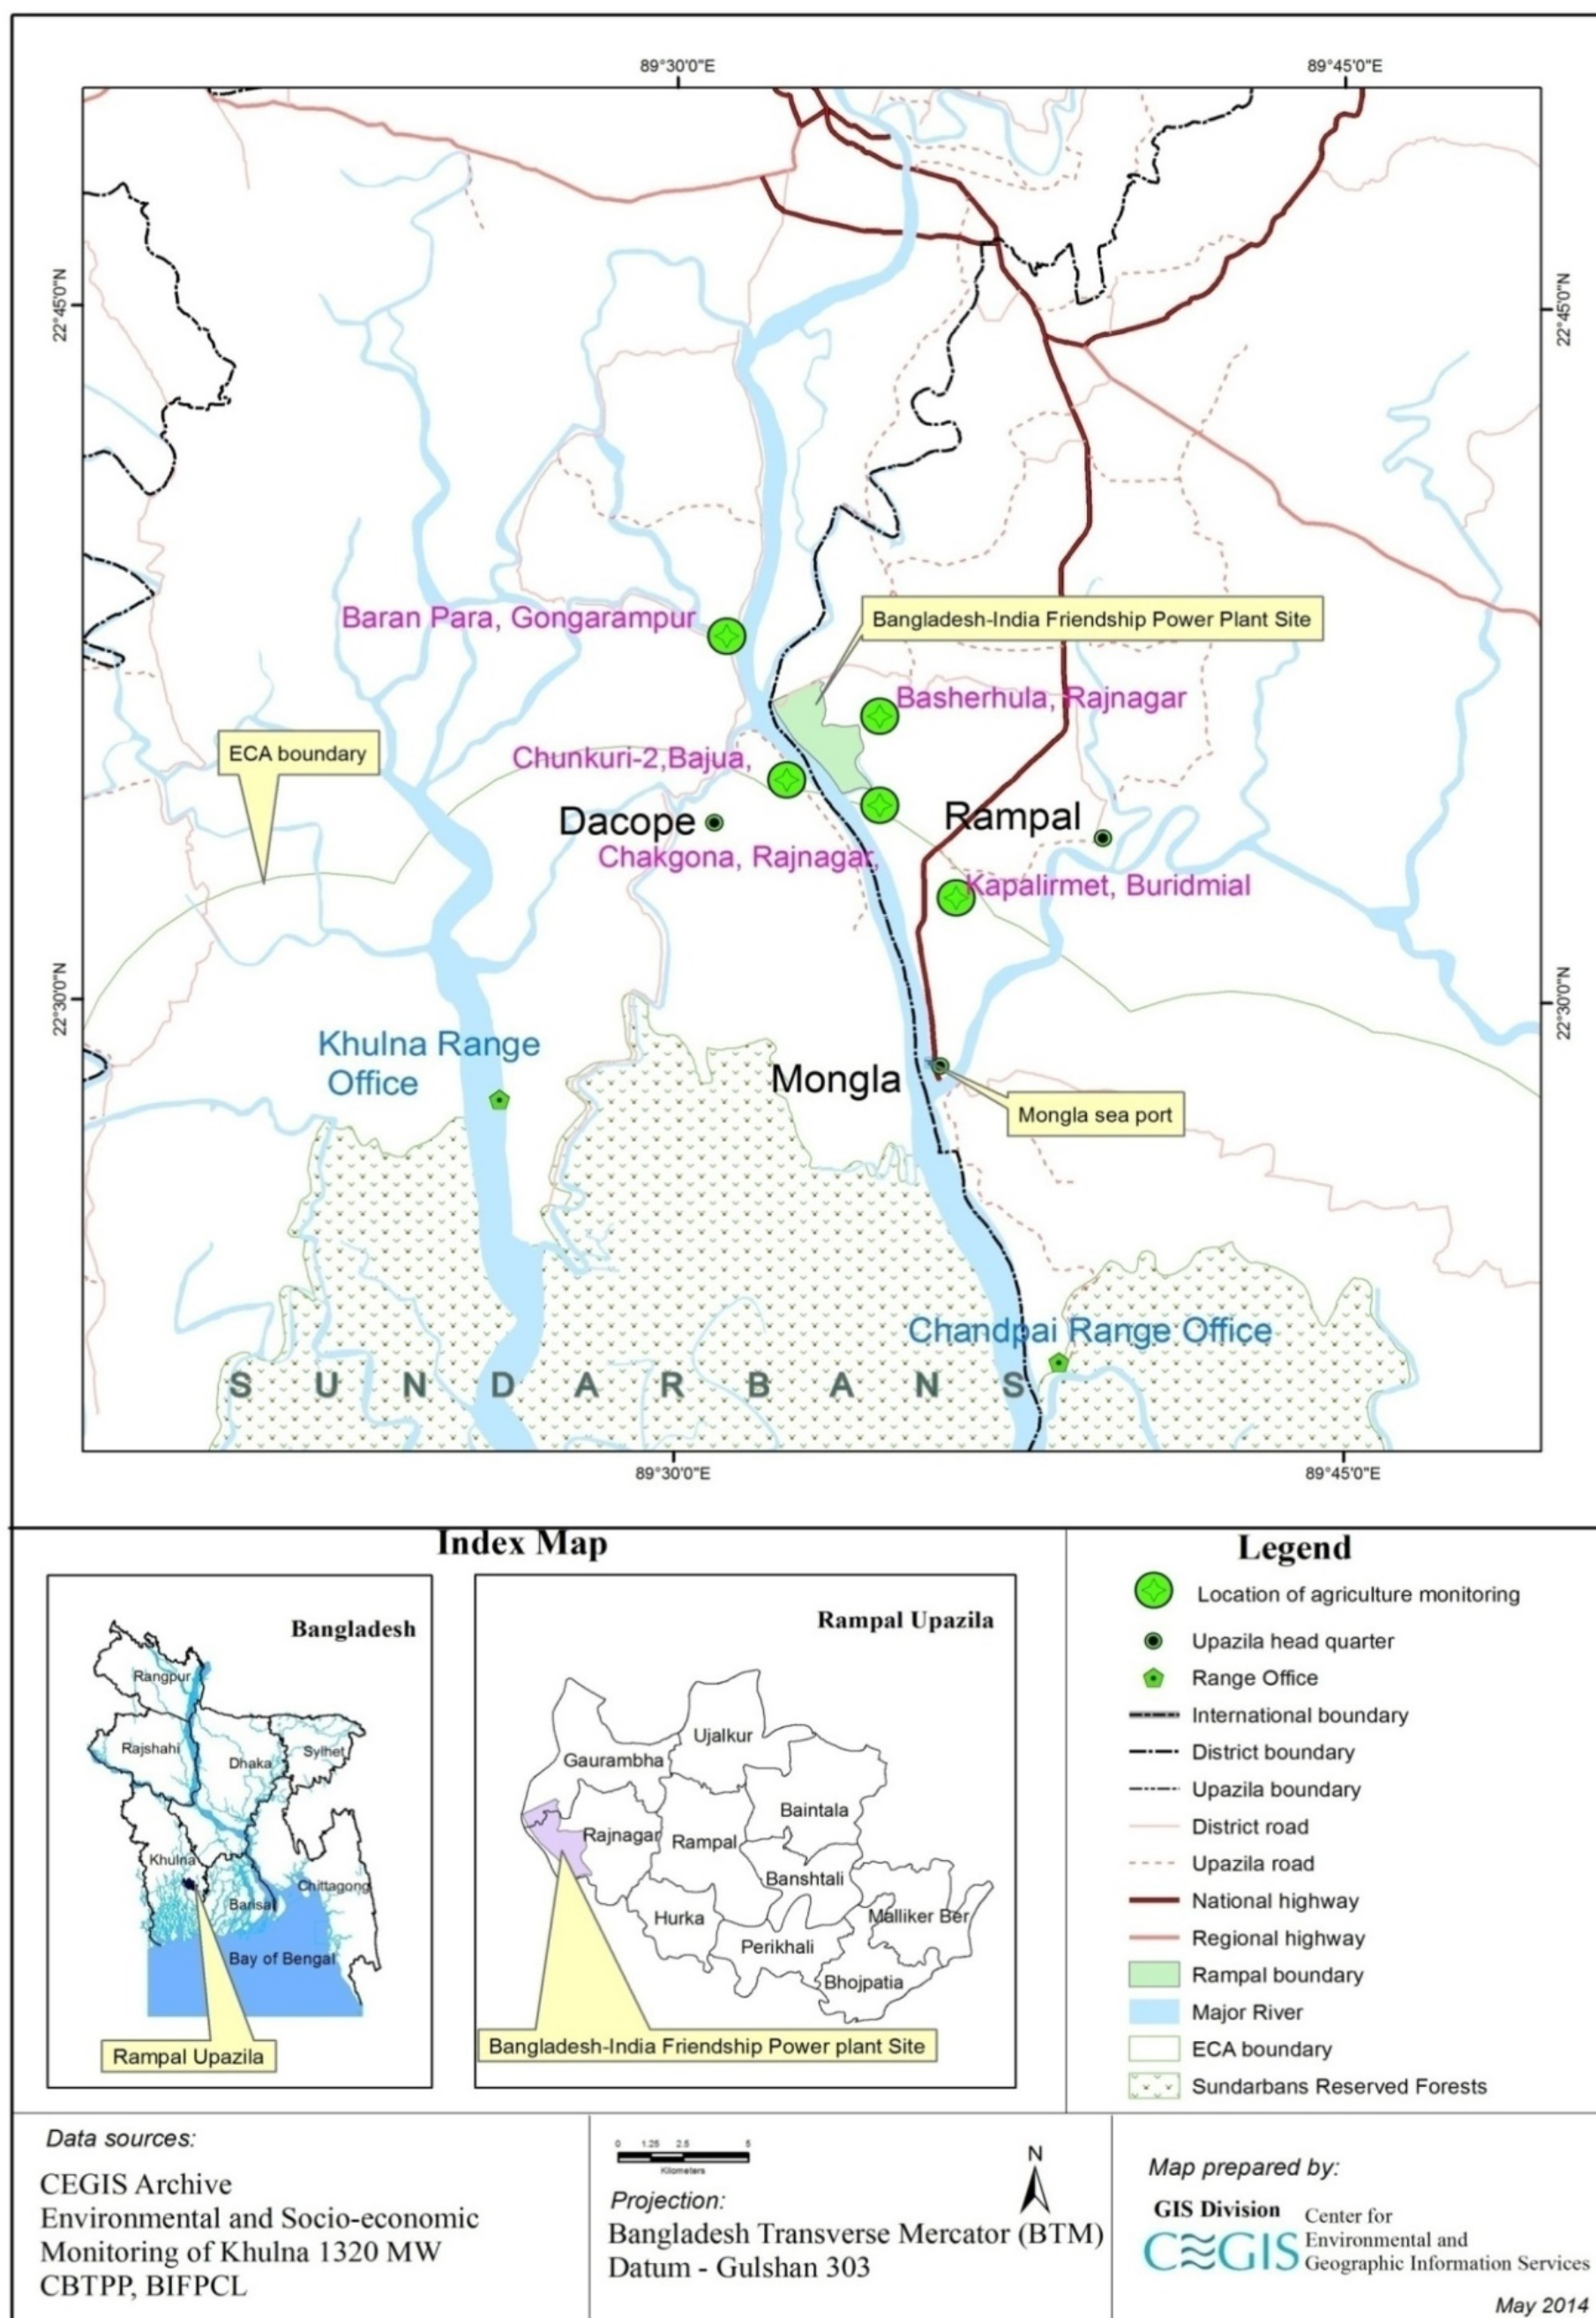 89°30'0"E
89°45'0"E
22°45'0"N
22°45'0"N
Baran Para, Gongarampur
Bangladesh-India Friendship Power Plant Site
Basherhula, Rajnagar
ECA boundary
Chunkuri-2,Bajua,
Dacope
Rampal
Chakgona, Rajnagar,
Kapalirmet, Buridmial
22°30'0"N
22°30'0"N
Khulna Range
Office
Mongla
Mongla sea port
Chandpai Range Office
S U N D A R B A N S
89°30'0"E
89°45'0"E
Index Map
Bangladesh
Rangpur
Rajshahi
Dhaka
Sylhet
Khulna
Barisal
Chittagong
Bay of Bengal
Rampal Upazila
Rampal Upazila
Ujalkur
Gaurambha
Baintala
Rajnagar
Rampal
Banshtali
Hurka
Malliker Ber
Perikhali
Bhojpatia
Bangladesh-India Friendship Power plant Site
Legend
Location of agriculture monitoring
Upazila head quarter
Range Office
International boundary
District boundary
Upazila boundary
District road
Upazila road
National highway
Regional highway
Rampal boundary
Major River
ECA boundary
Sundarbans Reserved Forests
Data sources:
CEGIS Archive
Environmental and Socio-economic
Monitoring of Khulna 1320 MW
CBTPP, BIFPCL
0 1.25 2.5 5
Kilometers
N
Projection:
Bangladesh Transverse Mercator (BTM)
Datum - Gulshan 303
Map prepared by:
GIS Division
CEGIS
Center for
Environmental and
Geographic Information Services
May 2014